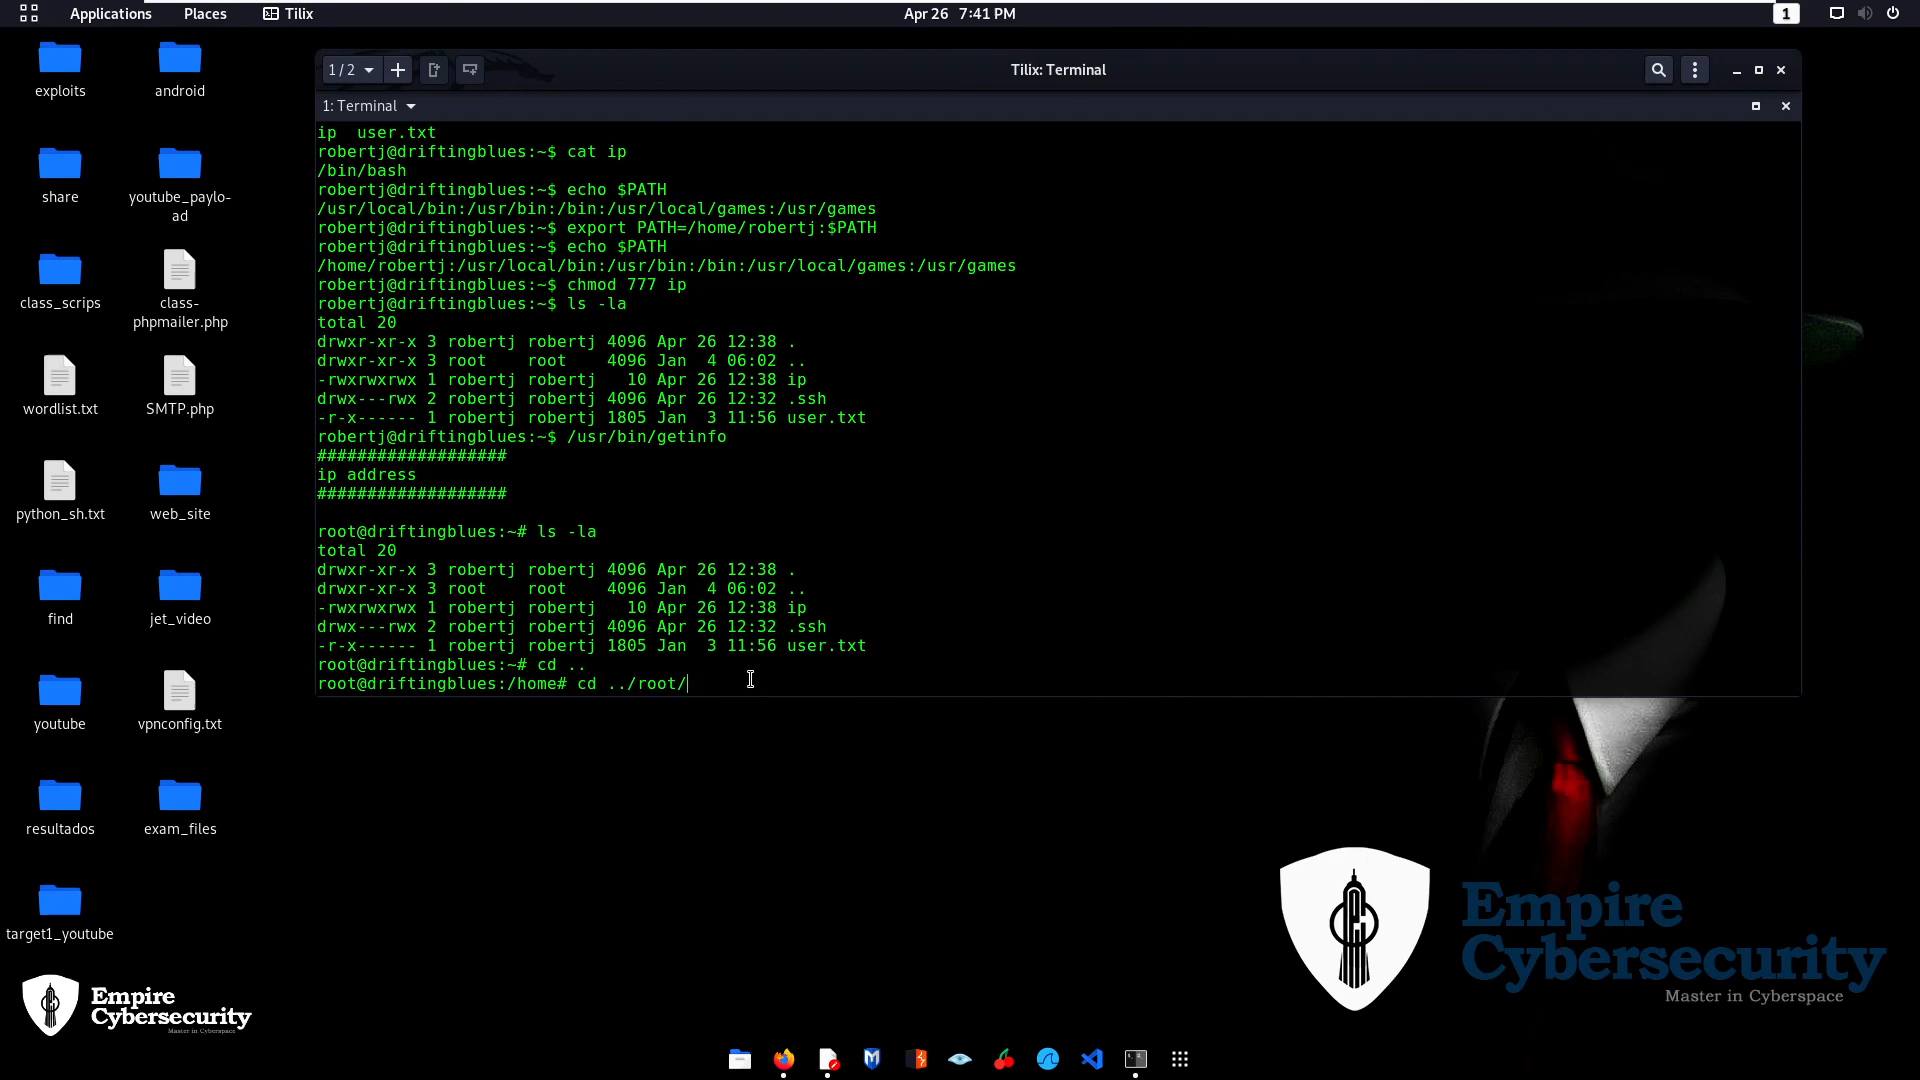 Applications Places Tilix Apr 26 7:41 PM 1
1 / 2 Tilix: Terminal
1: Terminal
ip  user.txt
robertj@driftingblues:~$ cat ip
/bin/bash
robertj@driftingblues:~$ echo $PATH
/usr/local/bin:/usr/bin:/bin:/usr/local/games:/usr/games
robertj@driftingblues:~$ export PATH=/home/robertj:$PATH
robertj@driftingblues:~$ echo $PATH
/home/robertj:/usr/local/bin:/usr/bin:/bin:/usr/local/games:/usr/games
robertj@driftingblues:~$ chmod 777 ip
robertj@driftingblues:~$ ls -la
total 20
drwxr-xr-x 3 robertj robertj 4096 Apr 26 12:38 .
drwxr-xr-x 3 root    root    4096 Jan  4 06:02 ..
-rwxrwxrwx 1 robertj robertj   10 Apr 26 12:38 ip
drwx---rwx 2 robertj robertj 4096 Apr 26 12:32 .ssh
-r-x------ 1 robertj robertj 1805 Jan  3 11:56 user.txt
robertj@driftingblues:~$ /usr/bin/getinfo
###################
ip address
###################
root@driftingblues:~# ls -la
total 20
drwxr-xr-x 3 robertj robertj 4096 Apr 26 12:38 .
drwxr-xr-x 3 root    root    4096 Jan  4 06:02 ..
-rwxrwxrwx 1 robertj robertj   10 Apr 26 12:38 ip
drwx---rwx 2 robertj robertj 4096 Apr 26 12:32 .ssh
-r-x------ 1 robertj robertj 1805 Jan  3 11:56 user.txt
root@driftingblues:~# cd ..
root@driftingblues:/home# cd ../root/
exploits
android
share
youtube_paylo-
ad
class_scrips
class-
phpmailer.php
wordlist.txt
SMTP.php
python_sh.txt
web_site
find
jet_video
youtube
vpnconfig.txt
resultados
exam_files
target1_youtube
Empire
Cybersecurity
Master in Cyberspace
Empire
Cybersecurity
Master in Cyberspace